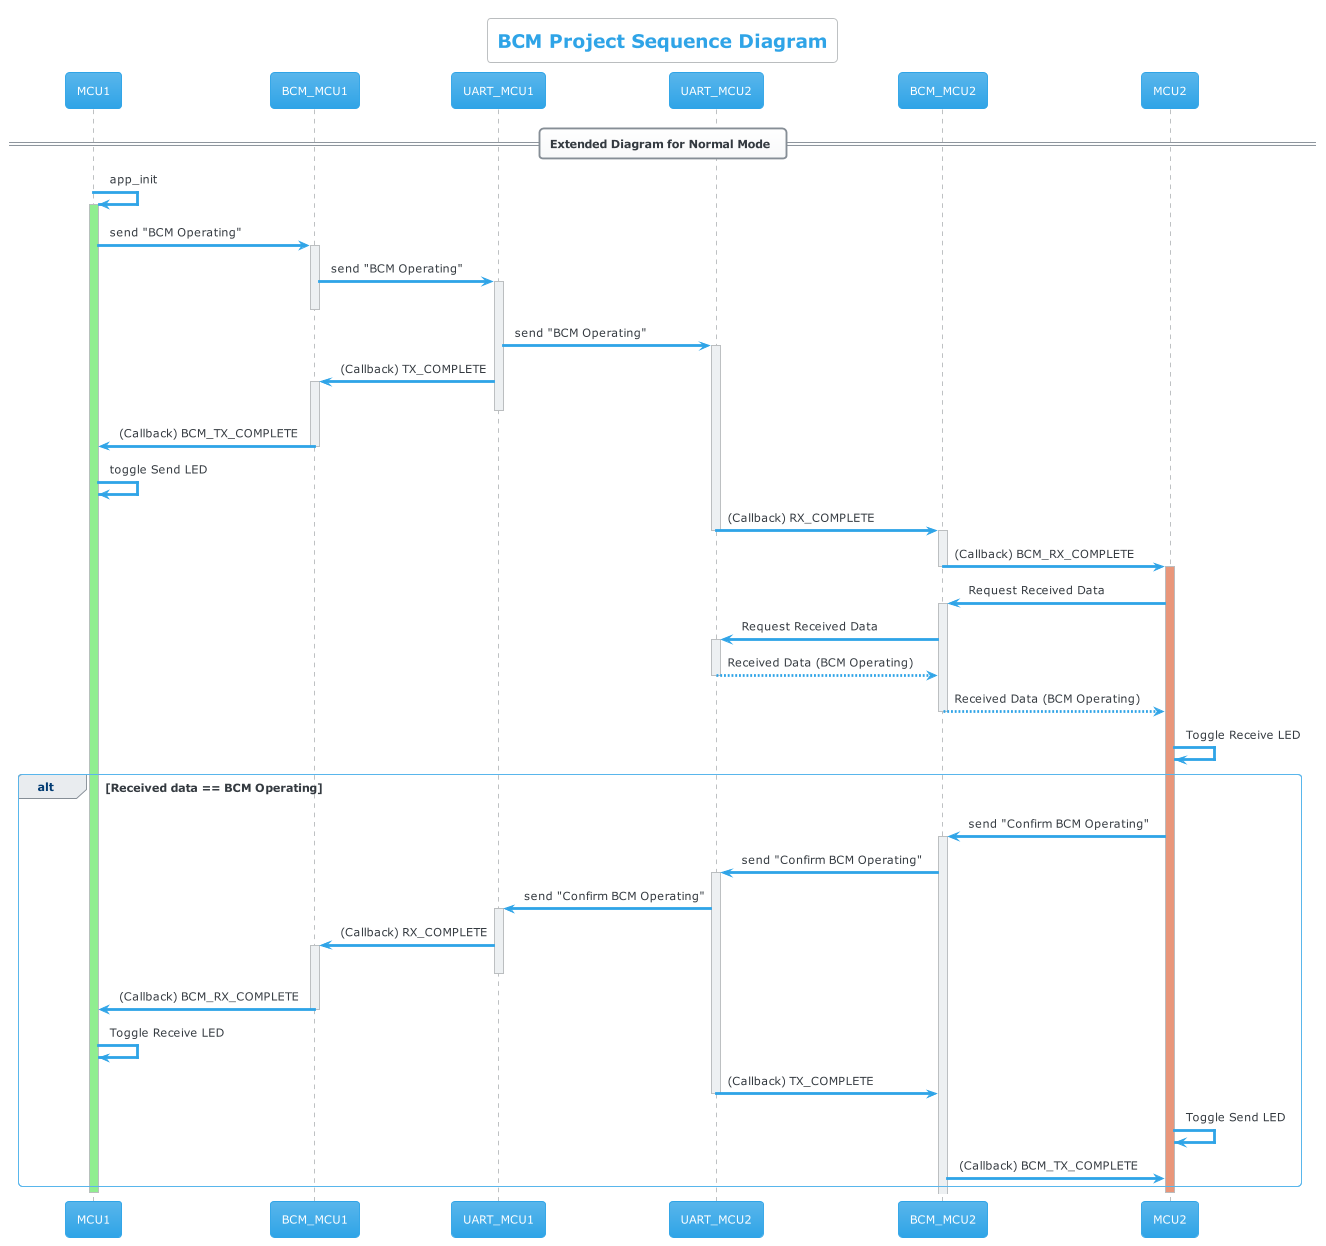 BCM Project Sequence Diagram
MCU1
BCM_MCU1
UART_MCU1
UART_MCU2
BCM_MCU2
MCU2
Extended Diagram for Normal Mode
app_init
send "BCM Operating"
send "BCM Operating"
send "BCM Operating"
(Callback) TX_COMPLETE
(Callback) BCM_TX_COMPLETE
toggle Send LED
(Callback) RX_COMPLETE
(Callback) BCM_RX_COMPLETE
Request Received Data
Request Received Data
Received Data (BCM Operating)
Received Data (BCM Operating)
Toggle Receive LED
alt
[Received data == BCM Operating]
send "Confirm BCM Operating"
send "Confirm BCM Operating"
send "Confirm BCM Operating"
(Callback) RX_COMPLETE
(Callback) BCM_RX_COMPLETE
Toggle Receive LED
(Callback) TX_COMPLETE
Toggle Send LED
(Callback) BCM_TX_COMPLETE
MCU1
BCM_MCU1
UART_MCU1
UART_MCU2
BCM_MCU2
MCU2